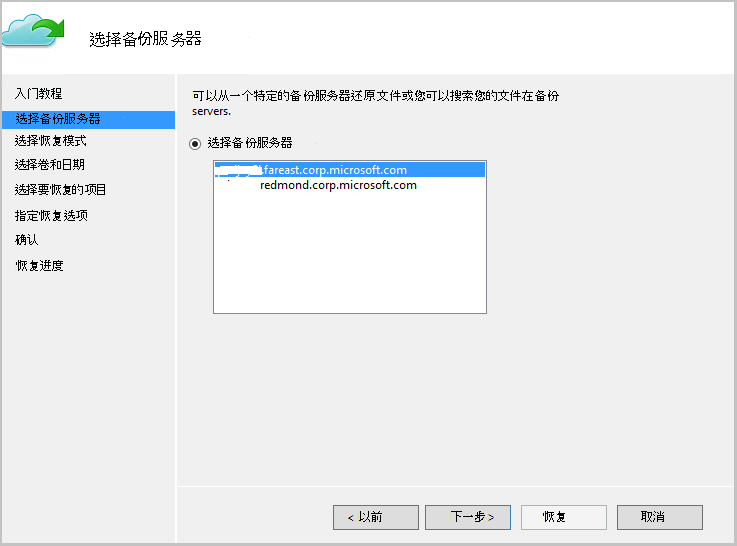 选择备份服务器
入门教程
选择备份服务器
选择恢复模式
选择卷和日期
选择要恢复的项目
指定恢复选项
确认
恢复进度
可以从一个特定的备份服务器还原文件或您可以搜索您的文件在备份
servers.
选择备份服务器
.fareast.corp.microsoft.com
redmond.corp.microsoft.com
< 以前
下一步 >
恢复
取消